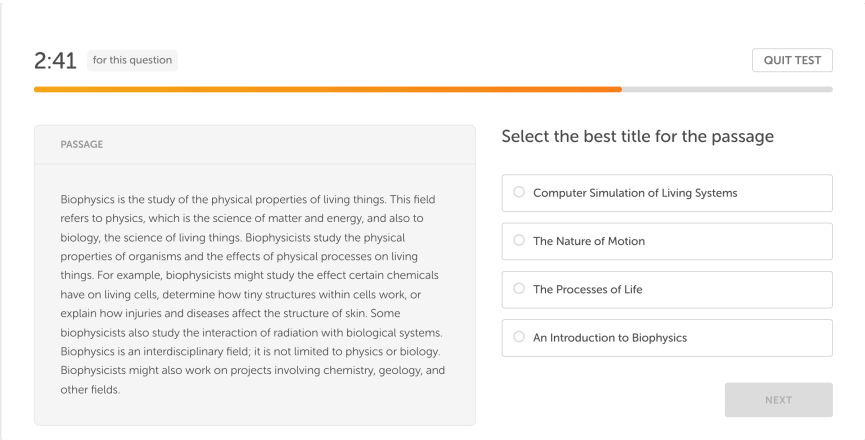 2:41 for this question
QUIT TEST
PASSAGE
Biophysics is the study of the physical properties of living things. This field
refers to physics, which is the science of matter and energy, and also to
biology, the science of living things. Biophysicists study the physical
properties of organisms and the effects of physical processes on living
things. For example, biophysicists might study the effect certain chemicals
have on living cells, determine how tiny structures within cells work, or
explain how injuries and diseases affect the structure of skin. Some
biophysicists also study the interaction of radiation with biological systems.
Biophysics is an interdisciplinary field; it is not limited to physics or biology.
Biophysicists might also work on projects involving chemistry, geology, and
other fields.
Select the best title for the passage
Computer Simulation of Living Systems
The Nature of Motion
The Processes of Life
An Introduction to Biophysics
NEXT